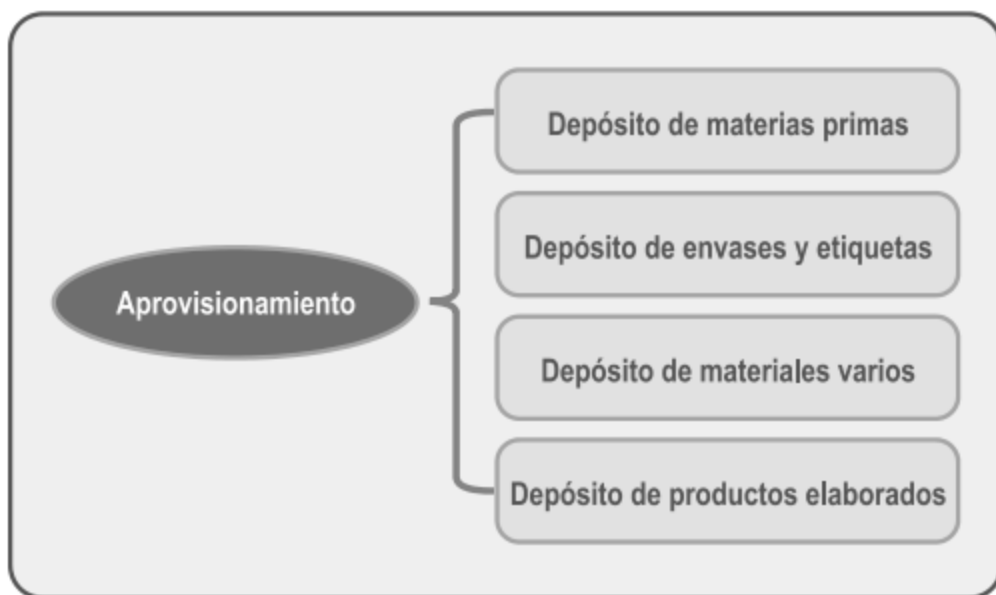 Aprovisionamiento
Depósito de materias primas
Depósito de envases y etiquetas
Depósito de materiales varios
Depósito de productos elaborados